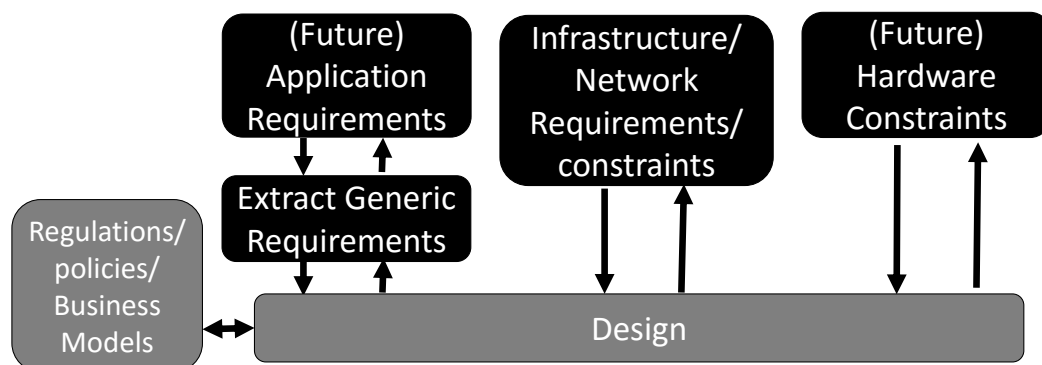 (Future)
Application
Requirements
Infrastructure/
Network
Requirements/
constraints
(Future)
Hardware
Constraints
Extract Generic
Requirements
Regulations/
policies/
Business
Models
Design